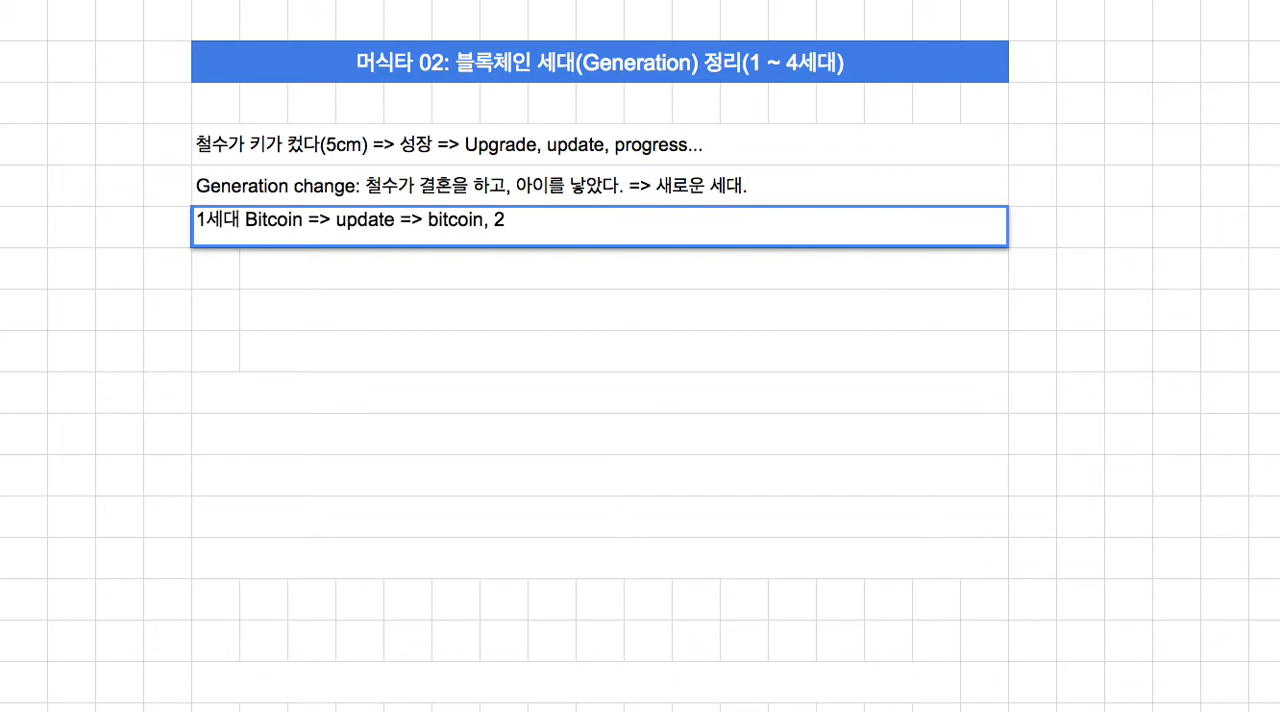 머식타 02: 블록체인 세대(Generation) 정리(1 ~ 4세대)
철수가 키가 컸다(5cm) => 성장 => Upgrade, update, progress...
Generation change: 철수가 결혼을 하고, 아이를 낳았다. => 새로운 세대.
1세대 Bitcoin => update => bitcoin, 2